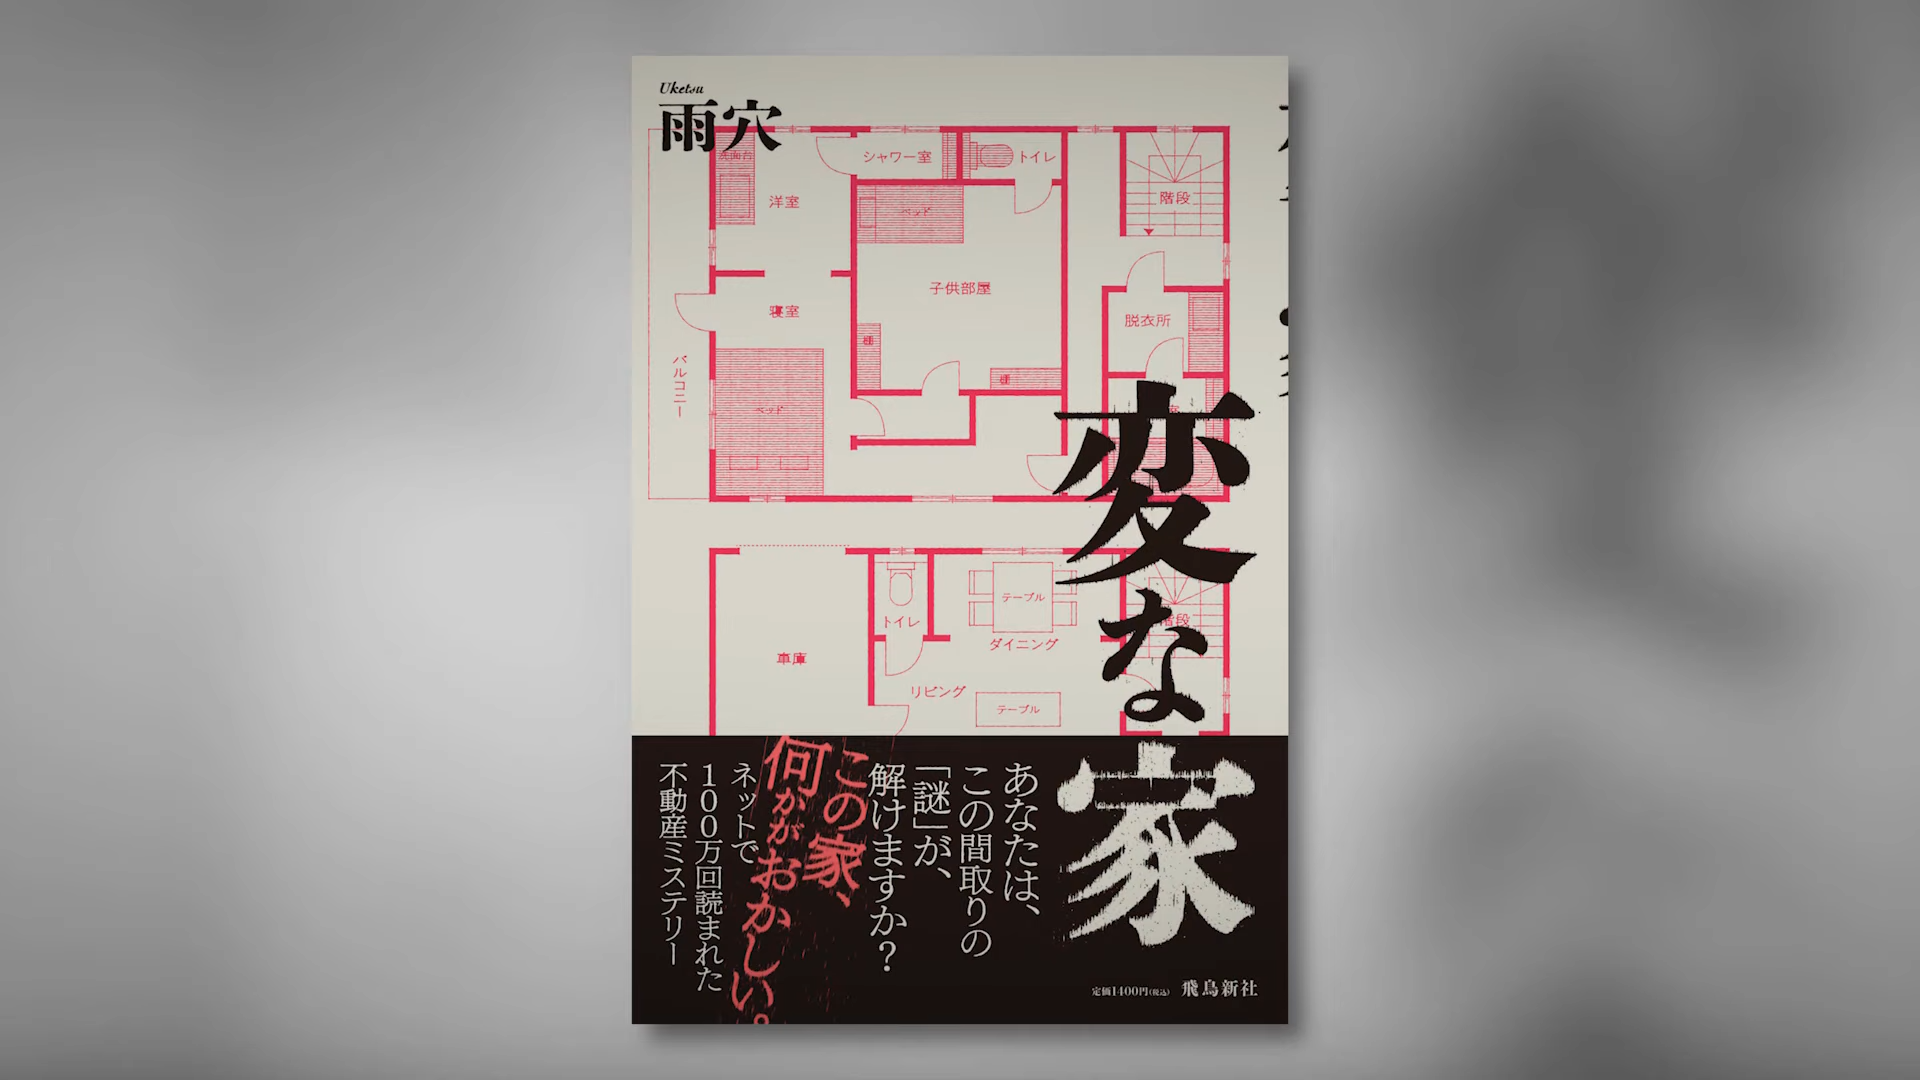 Uketsu
雨穴
洗面台
シャワー室
トイレ
階段
洋室
ベッド
子供部屋
寝室
脱衣所
棚
バルコニー
棚
ベッド
変な家
テーブル
トイレ
階段
ダイニング
車庫
リビング
テーブル
あなたは、
この間取りの
「謎」が、
解けますか?
この家、
何かがおかしい。
ネットで
100万回読まれた
不動産ミステリー
定価1400円(税込)
飛鳥新社